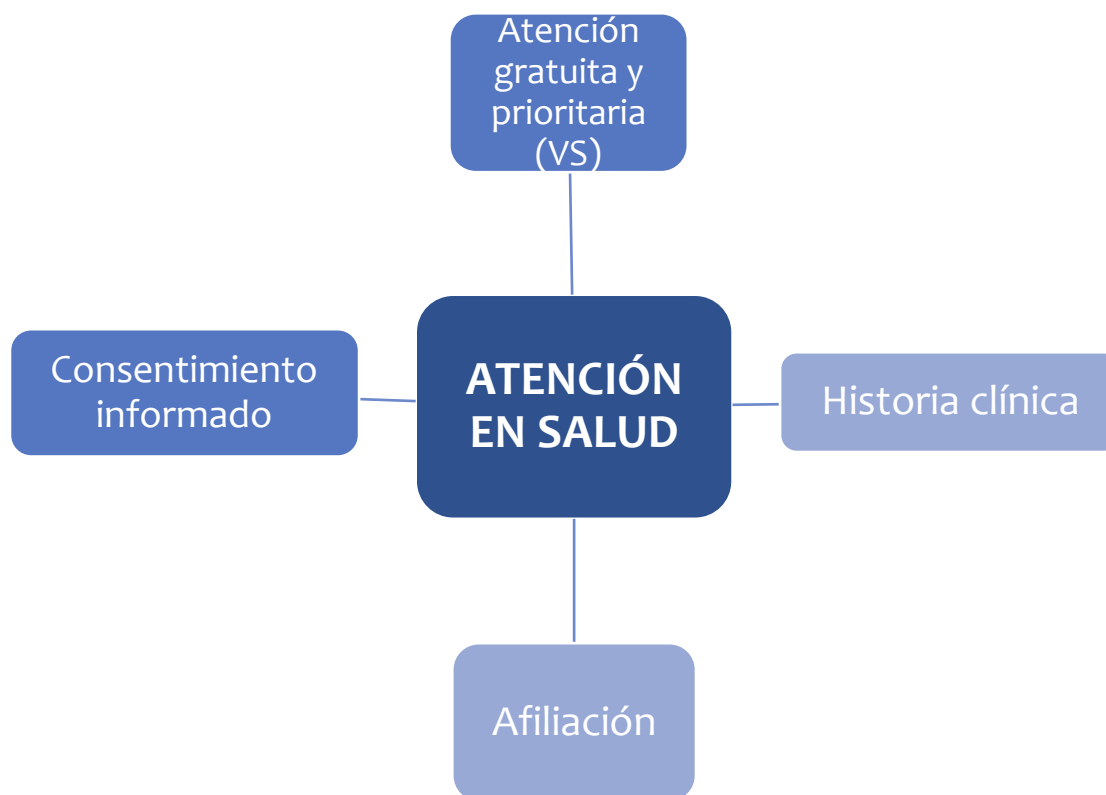 Atención
gratuita y
prioritaria
(VS)
Consentimiento
informado
ATENCIÓN
EN SALUD
Historia clínica
Afiliación